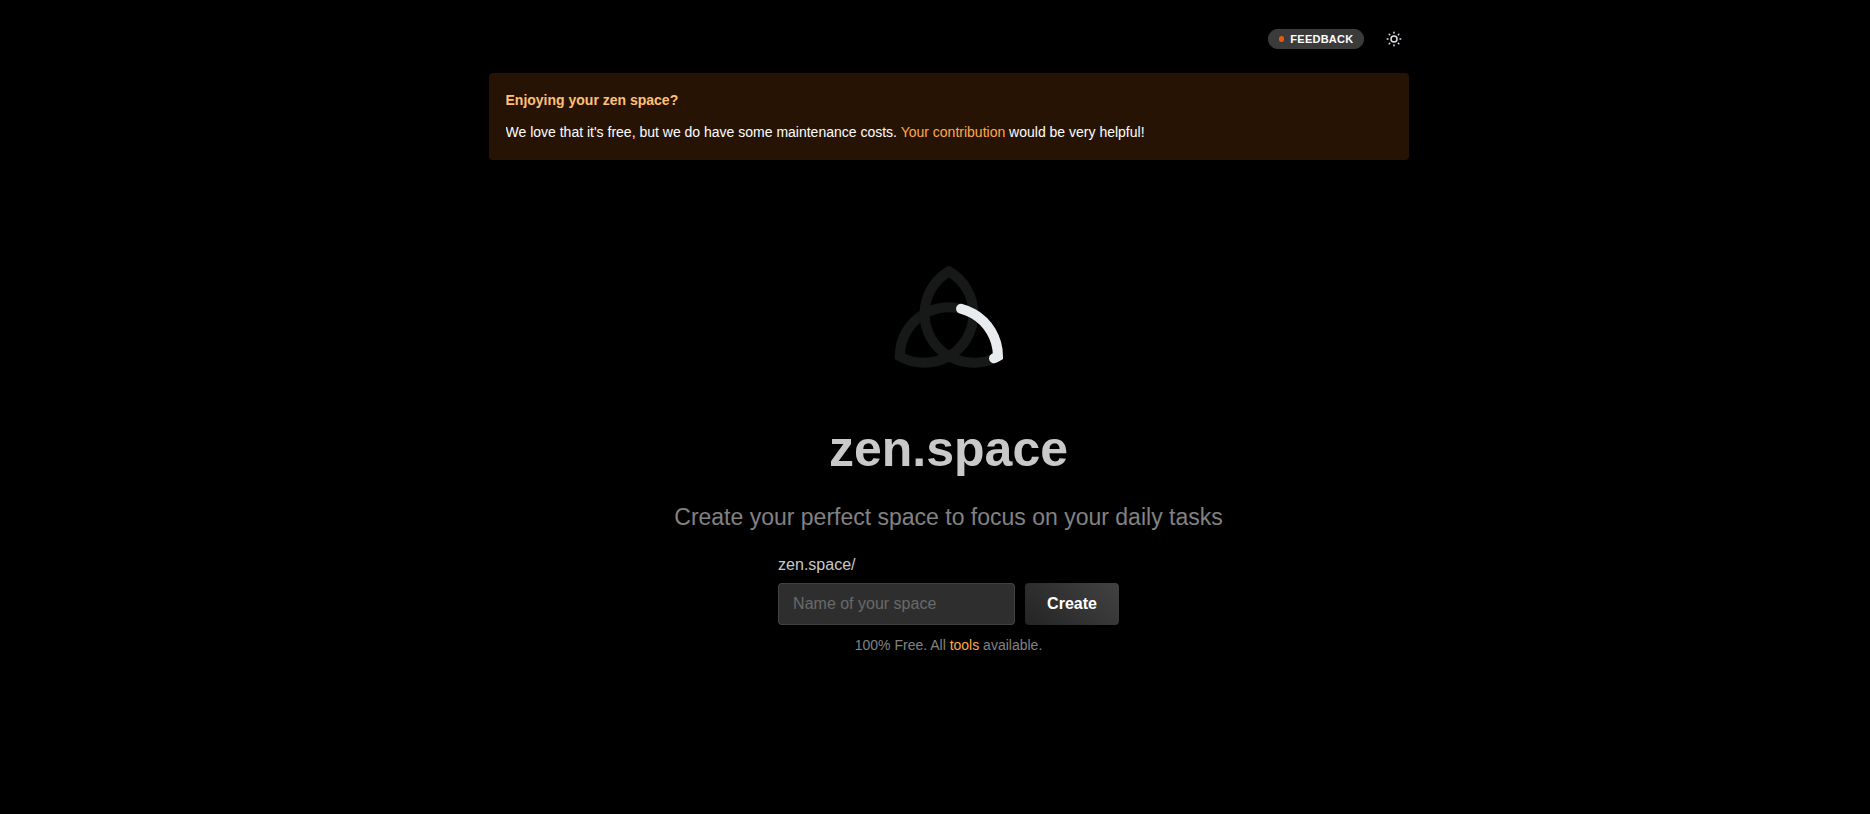 FEEDBACK
Enjoying your zen space?
We love that it's free, but we do have some maintenance costs. Your contribution would be very helpful!
zen.space
Create your perfect space to focus on your daily tasks
zen.space/
Name of your space
Create
100% Free. All tools available.